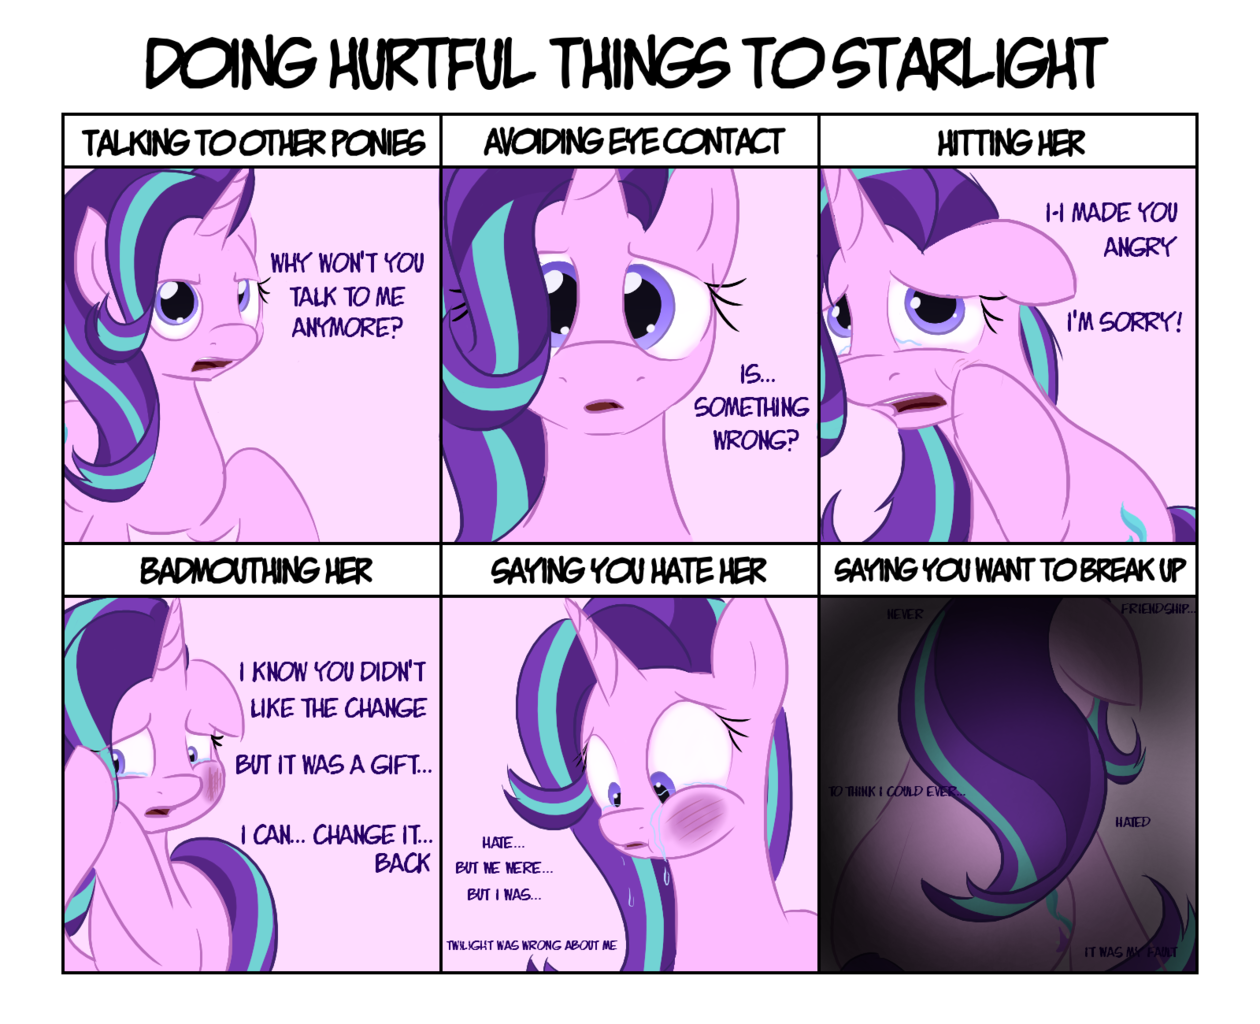 DOING HURTFUL THINGS TO STARLIGHT
TALKING TO OTHER PONIES
WHY WON'T YOU
TALK TO ME
ANYMORE?
AVOIDING EYE CONTACT
IS...
SOMETHING
WRONG?
HITTING HER
I-I MADE YOU
ANGRY
I'M SORRY!
BADMOUTHING HER
I KNOW YOU DIDN'T
LIKE THE CHANGE
BUT IT WAS A GIFT...
I CAN... CHANGE IT...
BACK
SAYING YOU HATE HER
HATE...
BUT WE WERE...
BUT I WAS...
TWILIGHT WAS WRONG ABOUT ME
SAYING YOU WANT TO BREAK UP
NEVER
FRIENDSHIP...
TO THINK I COULD EVER...
HATED
IT WAS MY FAULT